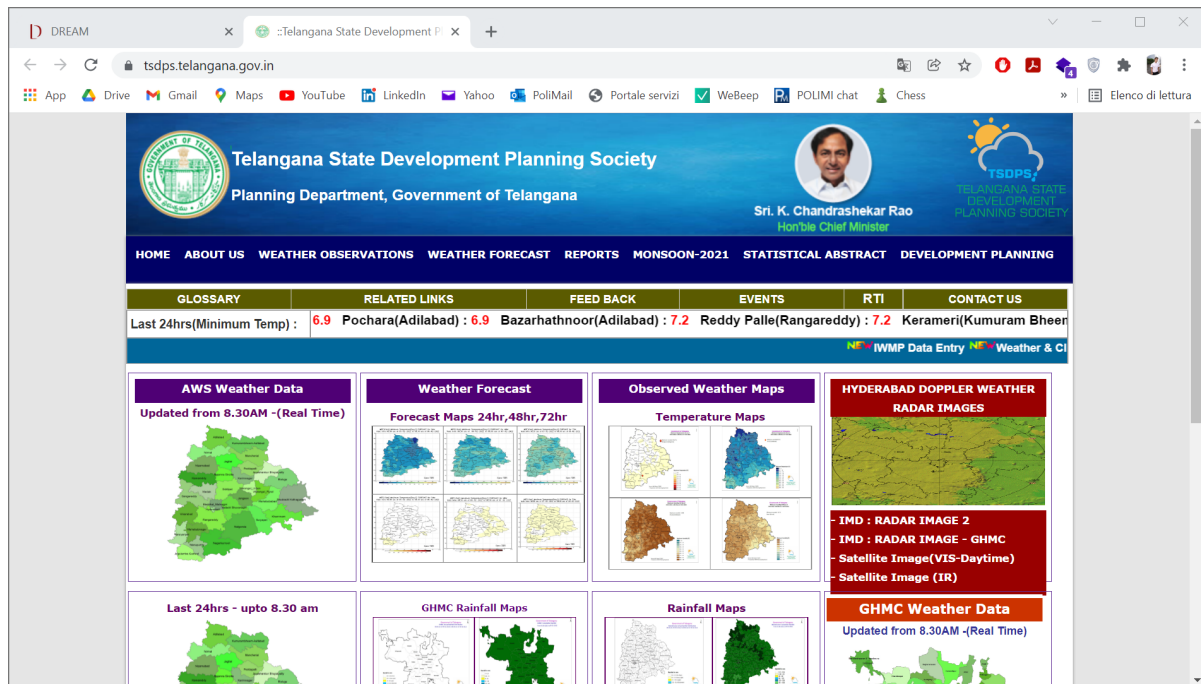 DREAM
::Telangana State Development P
tsdps.telangana.gov.in
4
App Drive Gmail Maps YouTube LinkedIn Yahoo PoliMail Portale servizi WeBeep POLIMI chat Chess » Elenco di lettura
GOVERNMENT OF TELANGANA
Telangana State Development Planning Society
Planning Department, Government of Telangana
Sri. K. Chandrashekar Rao
Hon'ble Chief Minister
TSDPS
TELANGANA STATE
DEVELOPMENT
PLANNING SOCIETY
HOME ABOUT US WEATHER OBSERVATIONS WEATHER FORECAST REPORTS MONSOON-2021 STATISTICAL ABSTRACT DEVELOPMENT PLANNING
GLOSSARY RELATED LINKS FEED BACK EVENTS RTI CONTACT US
Last 24hrs(Minimum Temp) : 6.9 Pochara(Adilabad) : 6.9 Bazarhathnoor(Adilabad) : 7.2 Reddy Palle(Rangareddy) : 7.2 Kerameri(Kumuram Bheem
NEW IWMP Data Entry NEW Weather & Cl
AWS Weather Data
Updated from 8.30AM -(Real Time)
Weather Forecast
Forecast Maps 24hr,48hr,72hr
Observed Weather Maps
Temperature Maps
HYDERABAD DOPPLER WEATHER
RADAR IMAGES
- IMD : RADAR IMAGE 2
- IMD : RADAR IMAGE - GHMC
- Satellite Image(VIS-Daytime)
- Satellite Image (IR)
Last 24hrs - upto 8.30 am
GHMC Rainfall Maps
Rainfall Maps
GHMC Weather Data
Updated from 8.30AM -(Real Time)